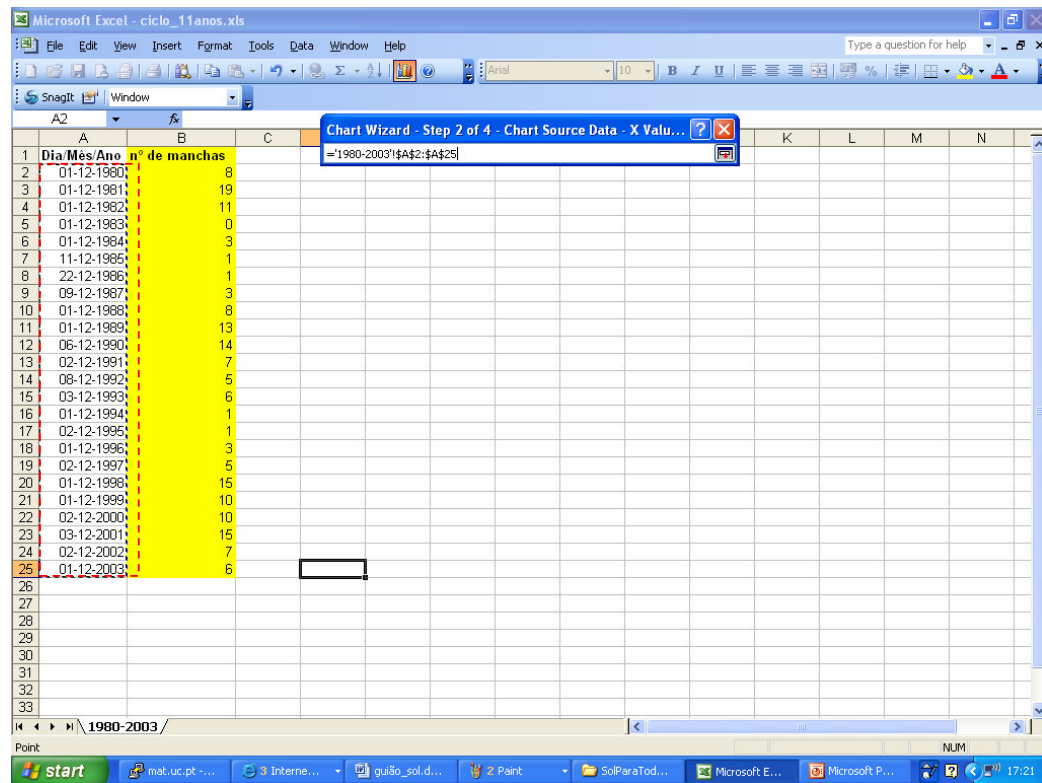 Microsoft Excel - ciclo_11anos.xls
File Edit View Insert Format Tools Data Window Help Type a question for help
Arial 10 B I U
SnagIt Window
A2 fx
Chart Wizard - Step 2 of 4 - Chart Source Data - X Valu...
='1980-2003'!$A$2:$A$25
A B C K L M N
1 Dia/Mês/Ano nº de manchas
2 01-12-1980 8
3 01-12-1981 19
4 01-12-1982 11
5 01-12-1983 0
6 01-12-1984 3
7 11-12-1985 1
8 22-12-1986 1
9 09-12-1987 3
10 01-12-1988 8
11 01-12-1989 13
12 06-12-1990 14
13 02-12-1991 7
14 08-12-1992 5
15 03-12-1993 6
16 01-12-1994 1
17 02-12-1995 1
18 01-12-1996 3
19 02-12-1997 5
20 01-12-1998 15
21 01-12-1999 10
22 02-12-2000 10
23 03-12-2001 15
24 02-12-2002 7
25 01-12-2003 6
26
27
28
29
30
31
32
33
1980-2003
Point NUM
start mat.uc.pt -... 3 Interne... guião_sol.d... 2 Paint SolParaTod... Microsoft E... Microsoft P... 17:21